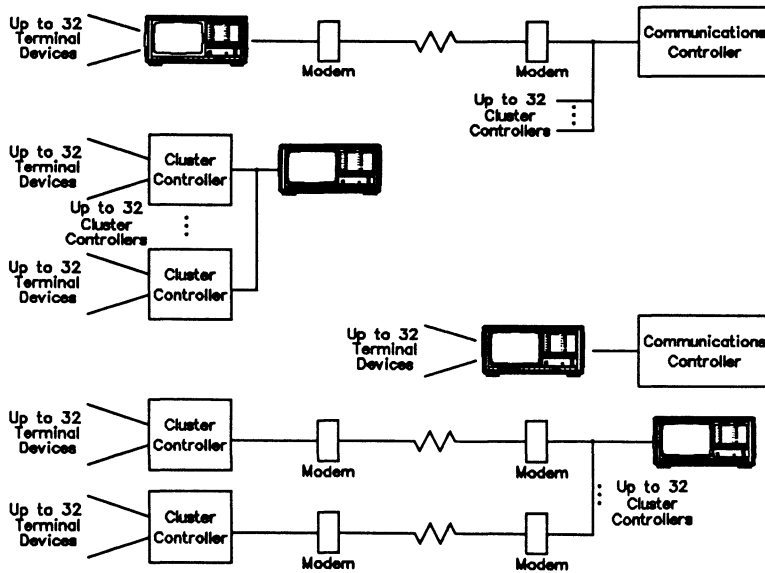 Up to 32
Terminal
Devices
Modem
Modem
Communications
Controller
Up to 32
Cluster
Controllers
Up to 32
Terminal
Devices
Cluster
Controller
Up to 32
Cluster
Controllers
Up to 32
Terminal
Devices
Cluster
Controller
Up to 32
Terminal
Devices
Communications
Controller
Up to 32
Terminal
Devices
Cluster
Controller
Modem
Modem
Up to 32
Cluster
Controllers
Up to 32
Terminal
Devices
Cluster
Controller
Modem
Modem